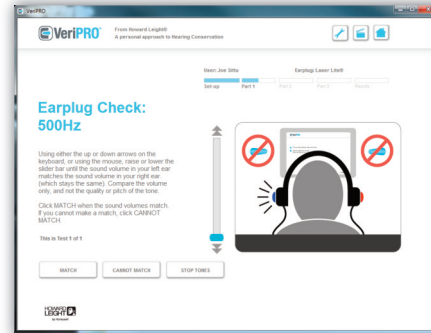 VeriPRO
VeriPRO
From Howard Leight®
A personal approach to Hearing Conservation
User: Joe Sittu
Earplug: Laser Lite®
Set up
Part 1
Part 2
Part 3
Results
Earplug Check:
500Hz
Using either the up or down arrows on the
keyboard, or using the mouse, raise or lower the
slider bar until the sound volume in your left ear
matches the sound volume in your right ear
(which stays the same). Compare the volume
only, and not the quality or pitch of the tone.
Click MATCH when the sound volumes match.
If you cannot make a match, click CANNOT
MATCH.
This is Test 1 of 1
MATCH
CANNOT MATCH
STOP TONES
HOWARD
LEIGHT